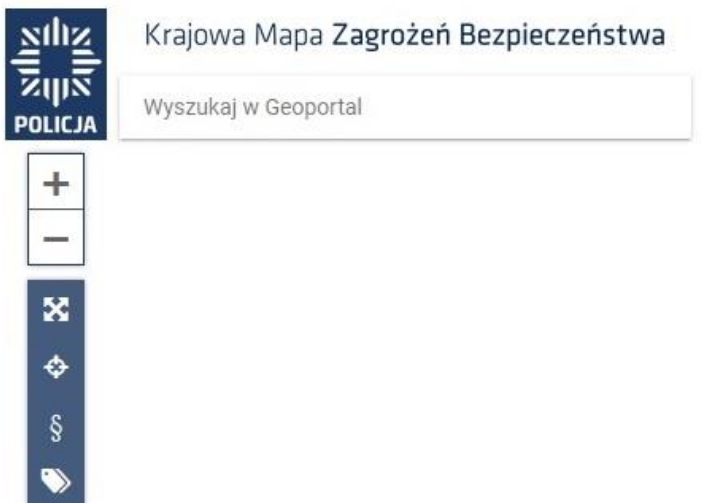 Krajowa Mapa Zagrożeń Bezpieczeństwa
POLICJA
Wyszukaj w Geoportal
+
−
§